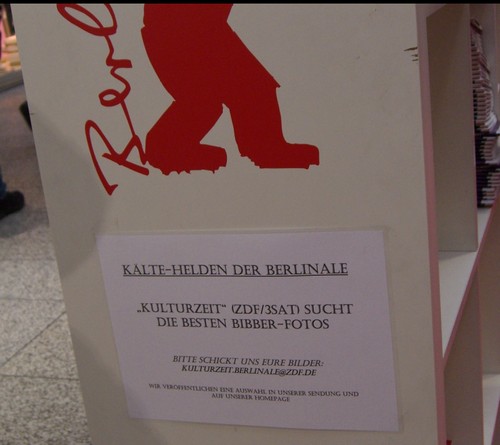 Berl
KÄLTE-HELDEN DER BERLINALE
„KULTURZEIT“ (ZDF/3SAT) SUCHT
DIE BESTEN BIBBER-FOTOS
BITTE SCHICKT UNS EURE BILDER:
KULTURZEIT.BERLINALE@ZDF.DE
WIR VERÖFFENTLICHEN EINE AUSWAHL IN UNSERER SENDUNG UND
AUF UNSERER HOMEPAGE